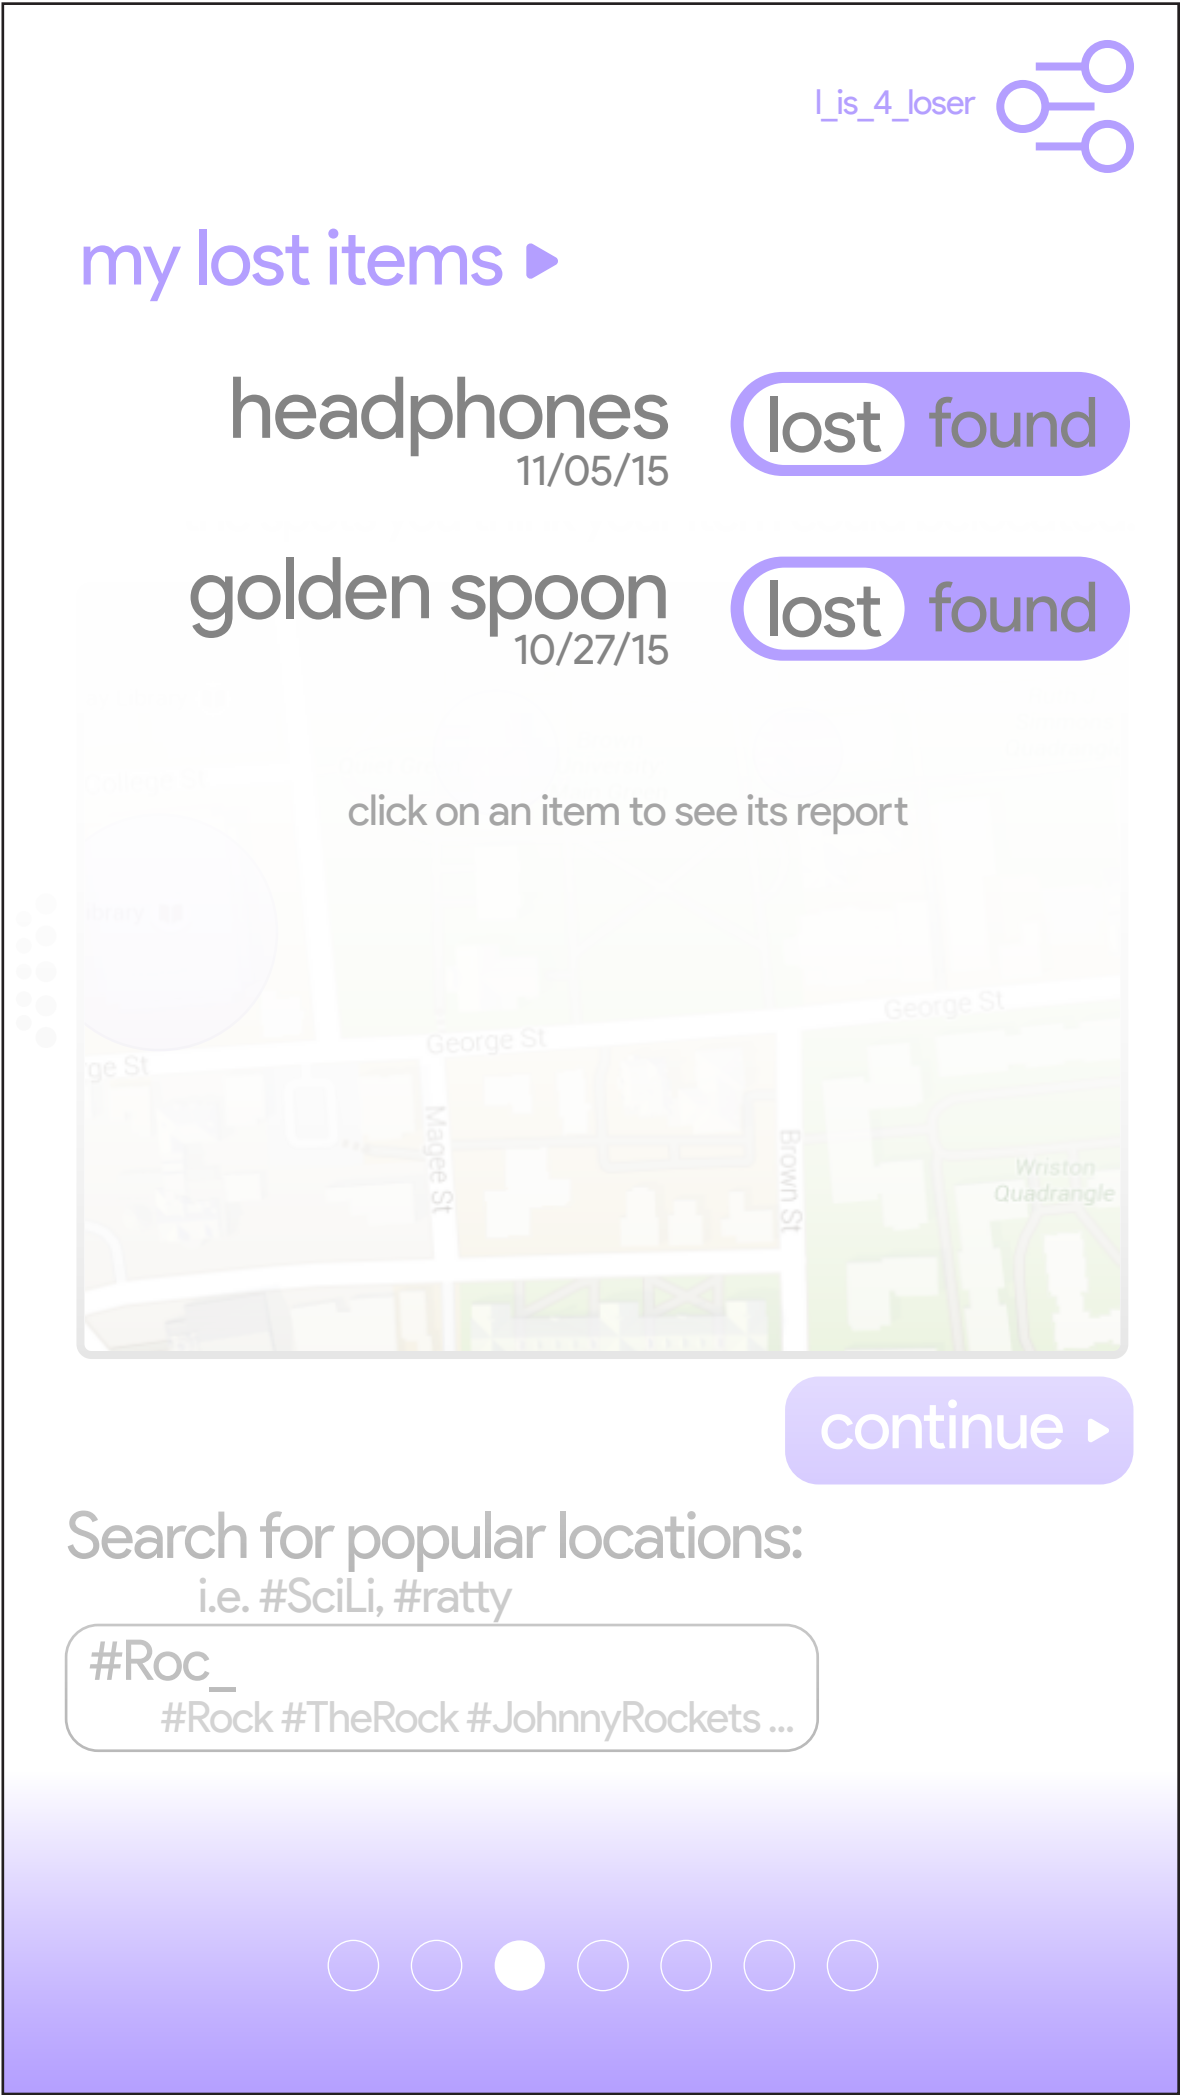 l_is_4_loser
my lost items
headphones
11/05/15
lost found
golden spoon
10/27/15
lost found
College St
click on an item to see its report
ibrary
George St
George St
ge St
Magee St
Brown St
Wriston
Quadrangle
continue
Search for popular locations:
i.e. #SciLi, #ratty
#Roc_
#Rock #TheRock #JohnnyRockets ...